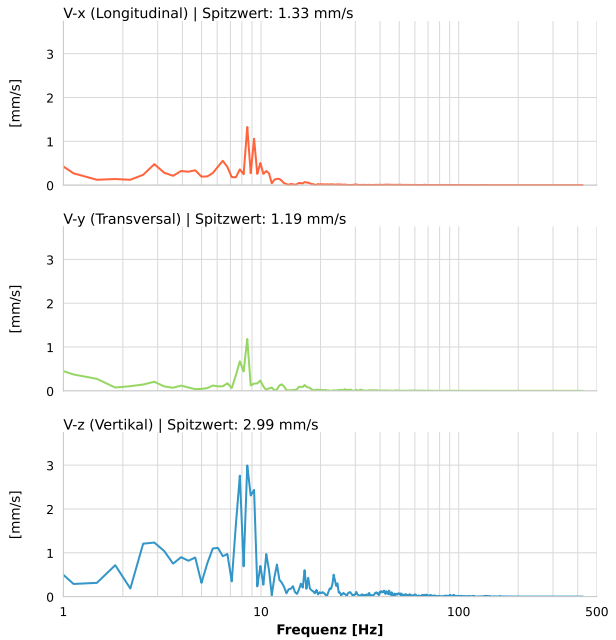 V-x (Longitudinal) | Spitzwert: 1.33 mm/s
3
2
1
0
[mm/s]
V-y (Transversal) | Spitzwert: 1.19 mm/s
3
2
1
0
[mm/s]
V-z (Vertikal) | Spitzwert: 2.99 mm/s
3
2
1
0
[mm/s]
1 10 100 500
Frequenz [Hz]